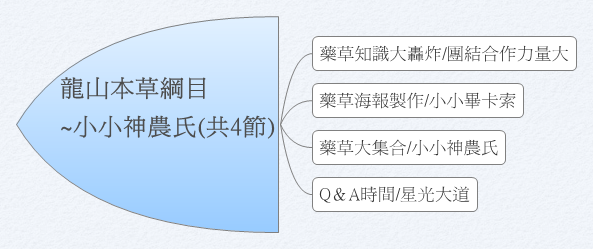 龍山本草綱目
~小小神農氏(共4節)
藥草知識大轟炸/團結合作力量大
藥草海報製作/小小畢卡索
藥草大集合/小小神農氏
Q＆A時間/星光大道